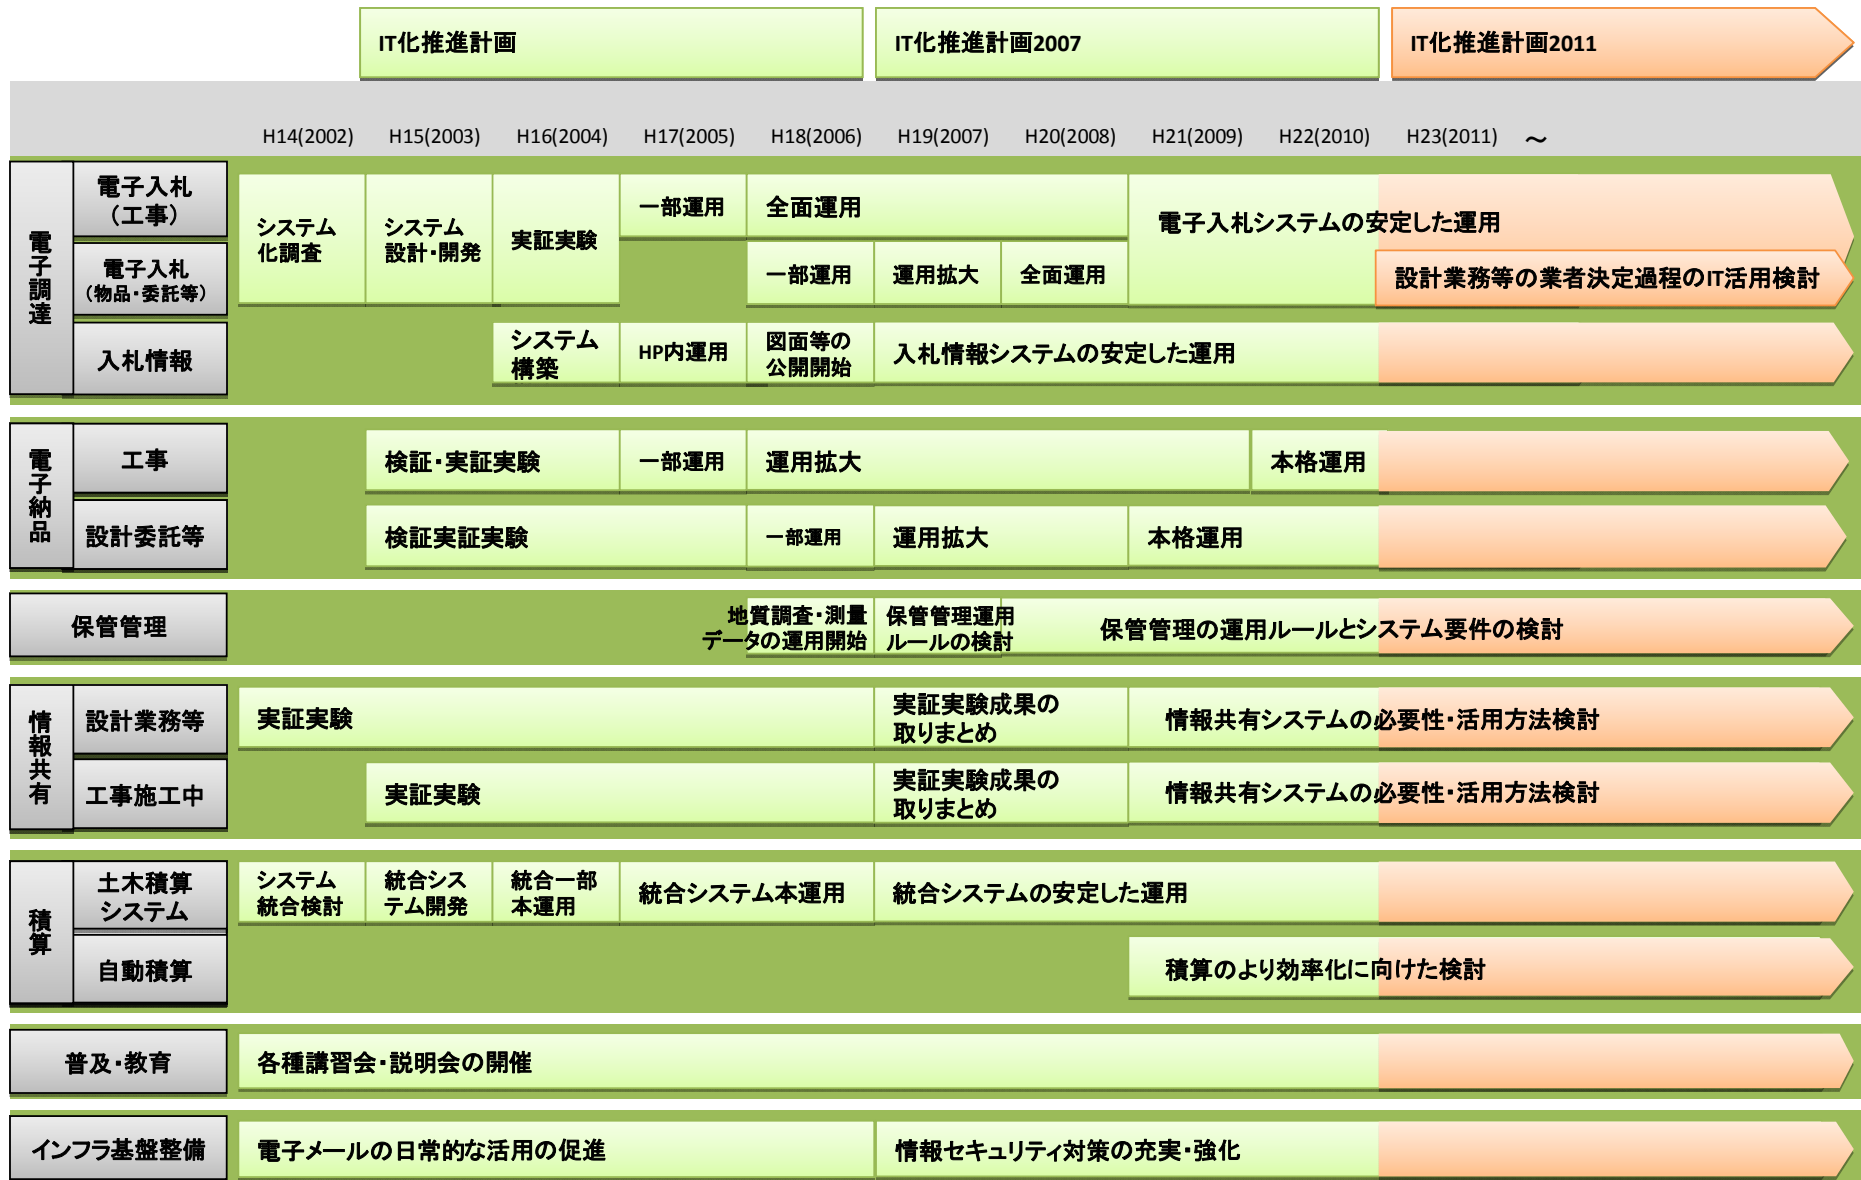 IT化推進計画
IT化推進計画2007
IT化推進計画2011
H14(2002) H15(2003) H16(2004) H17(2005) H18(2006) H19(2007) H20(2008) H21(2009) H22(2010) H23(2011) ～
電子調達
電子入札
（工事）
システム
化調査
システム
設計・開発
実証実験
一部運用
全面運用
電子入札システムの安定した運用
電子入札
（物品・委託等）
一部運用
運用拡大
全面運用
設計業務等の業者決定過程のIT活用検討
入札情報
システム
構築
HP内運用
図面等の
公開開始
入札情報システムの安定した運用
電子納品
工事
検証・実証実験
一部運用
運用拡大
本格運用
設計委託等
検証実証実験
一部運用
運用拡大
本格運用
保管管理
地質調査・測量
データの運用開始
保管管理運用
ルールの検討
保管管理の運用ルールとシステム要件の検討
情報共有
設計業務等
実証実験
実証実験成果の
取りまとめ
情報共有システムの必要性・活用方法検討
工事施工中
実証実験
実証実験成果の
取りまとめ
情報共有システムの必要性・活用方法検討
積算
土木積算
システム
システム
統合検討
統合シス
テム開発
統合一部
本運用
統合システム本運用
統合システムの安定した運用
自動積算
積算のより効率化に向けた検討
普及・教育
各種講習会・説明会の開催
インフラ基盤整備
電子メールの日常的な活用の促進
情報セキュリティ対策の充実・強化